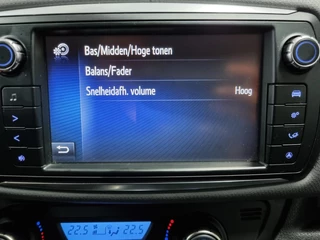 Bas/Midden/Hoge tonen
Balans/Fader
Snelheidafh. volume Hoog
22.5 22.5